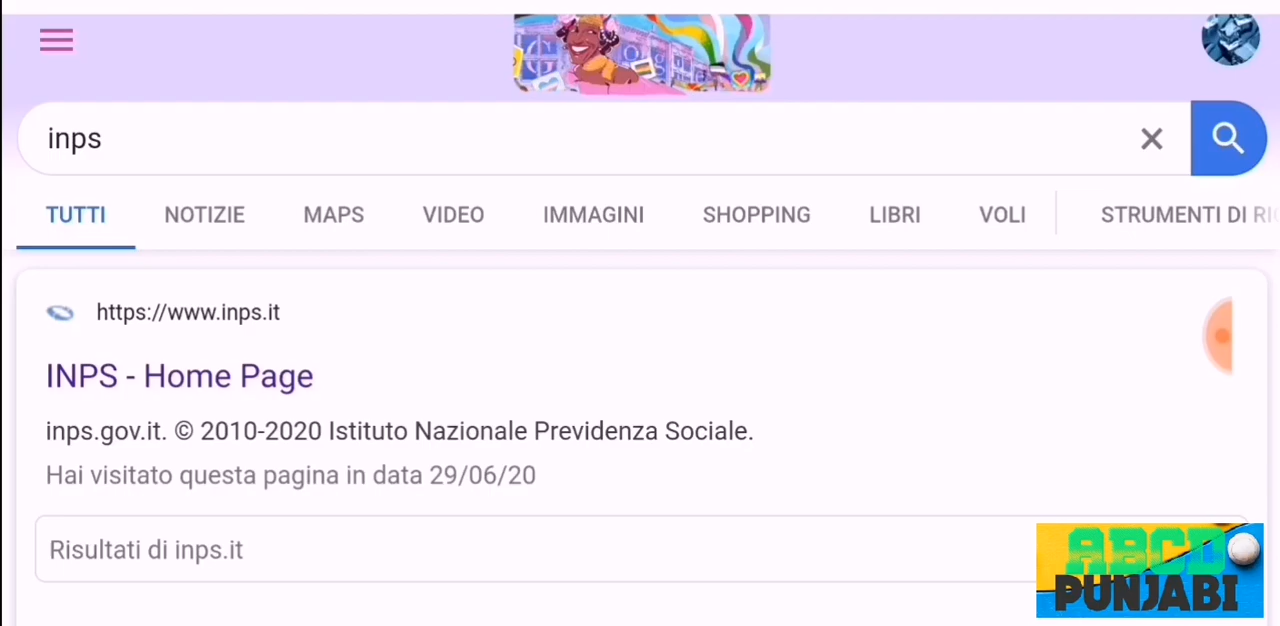 inps
TUTTI NOTIZIE MAPS VIDEO IMMAGINI SHOPPING LIBRI VOLI STRUMENTI DI RIC
https://www.inps.it
INPS - Home Page
inps.gov.it. © 2010-2020 Istituto Nazionale Previdenza Sociale.
Hai visitato questa pagina in data 29/06/20
Risultati di inps.it
ABCD
PUNJABI